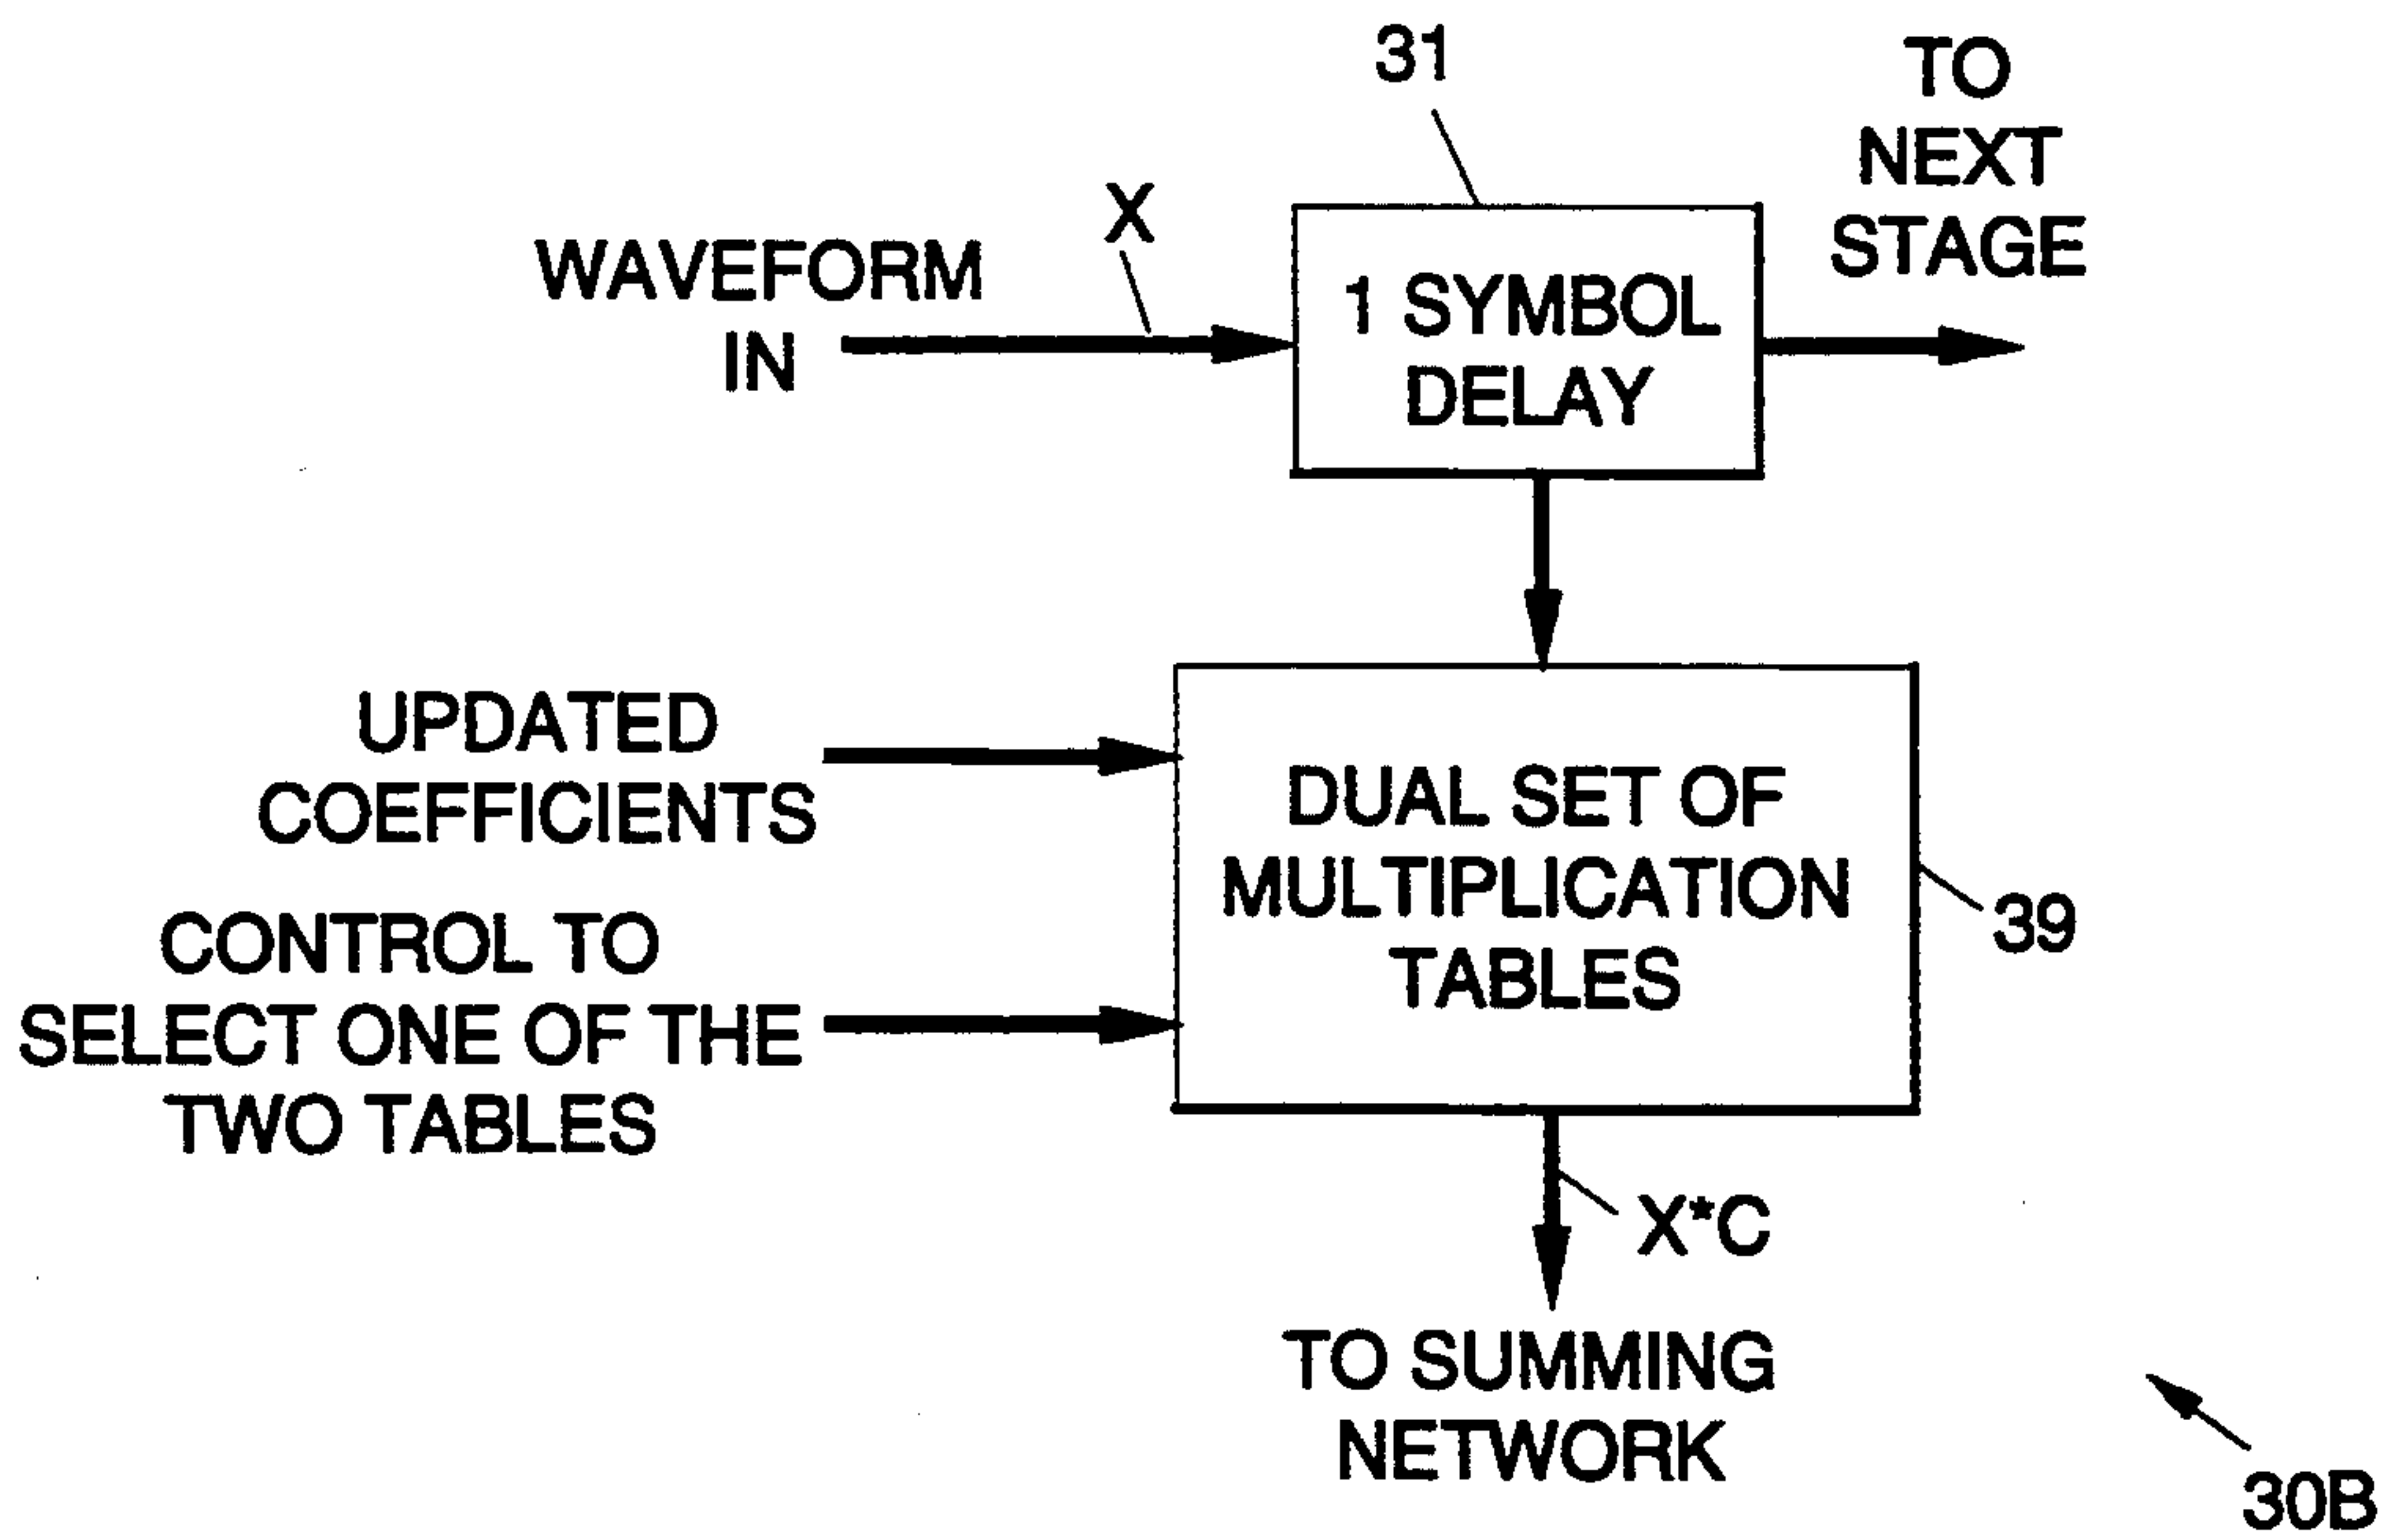 31
TO
NEXT
STAGE
X
WAVEFORM
IN
1 SYMBOL
DELAY
UPDATED
COEFFICIENTS
CONTROL TO
SELECT ONE OF THE
TWO TABLES
DUAL SET OF
MULTIPLICATION
TABLES
39
X*C
TO SUMMING
NETWORK
30B